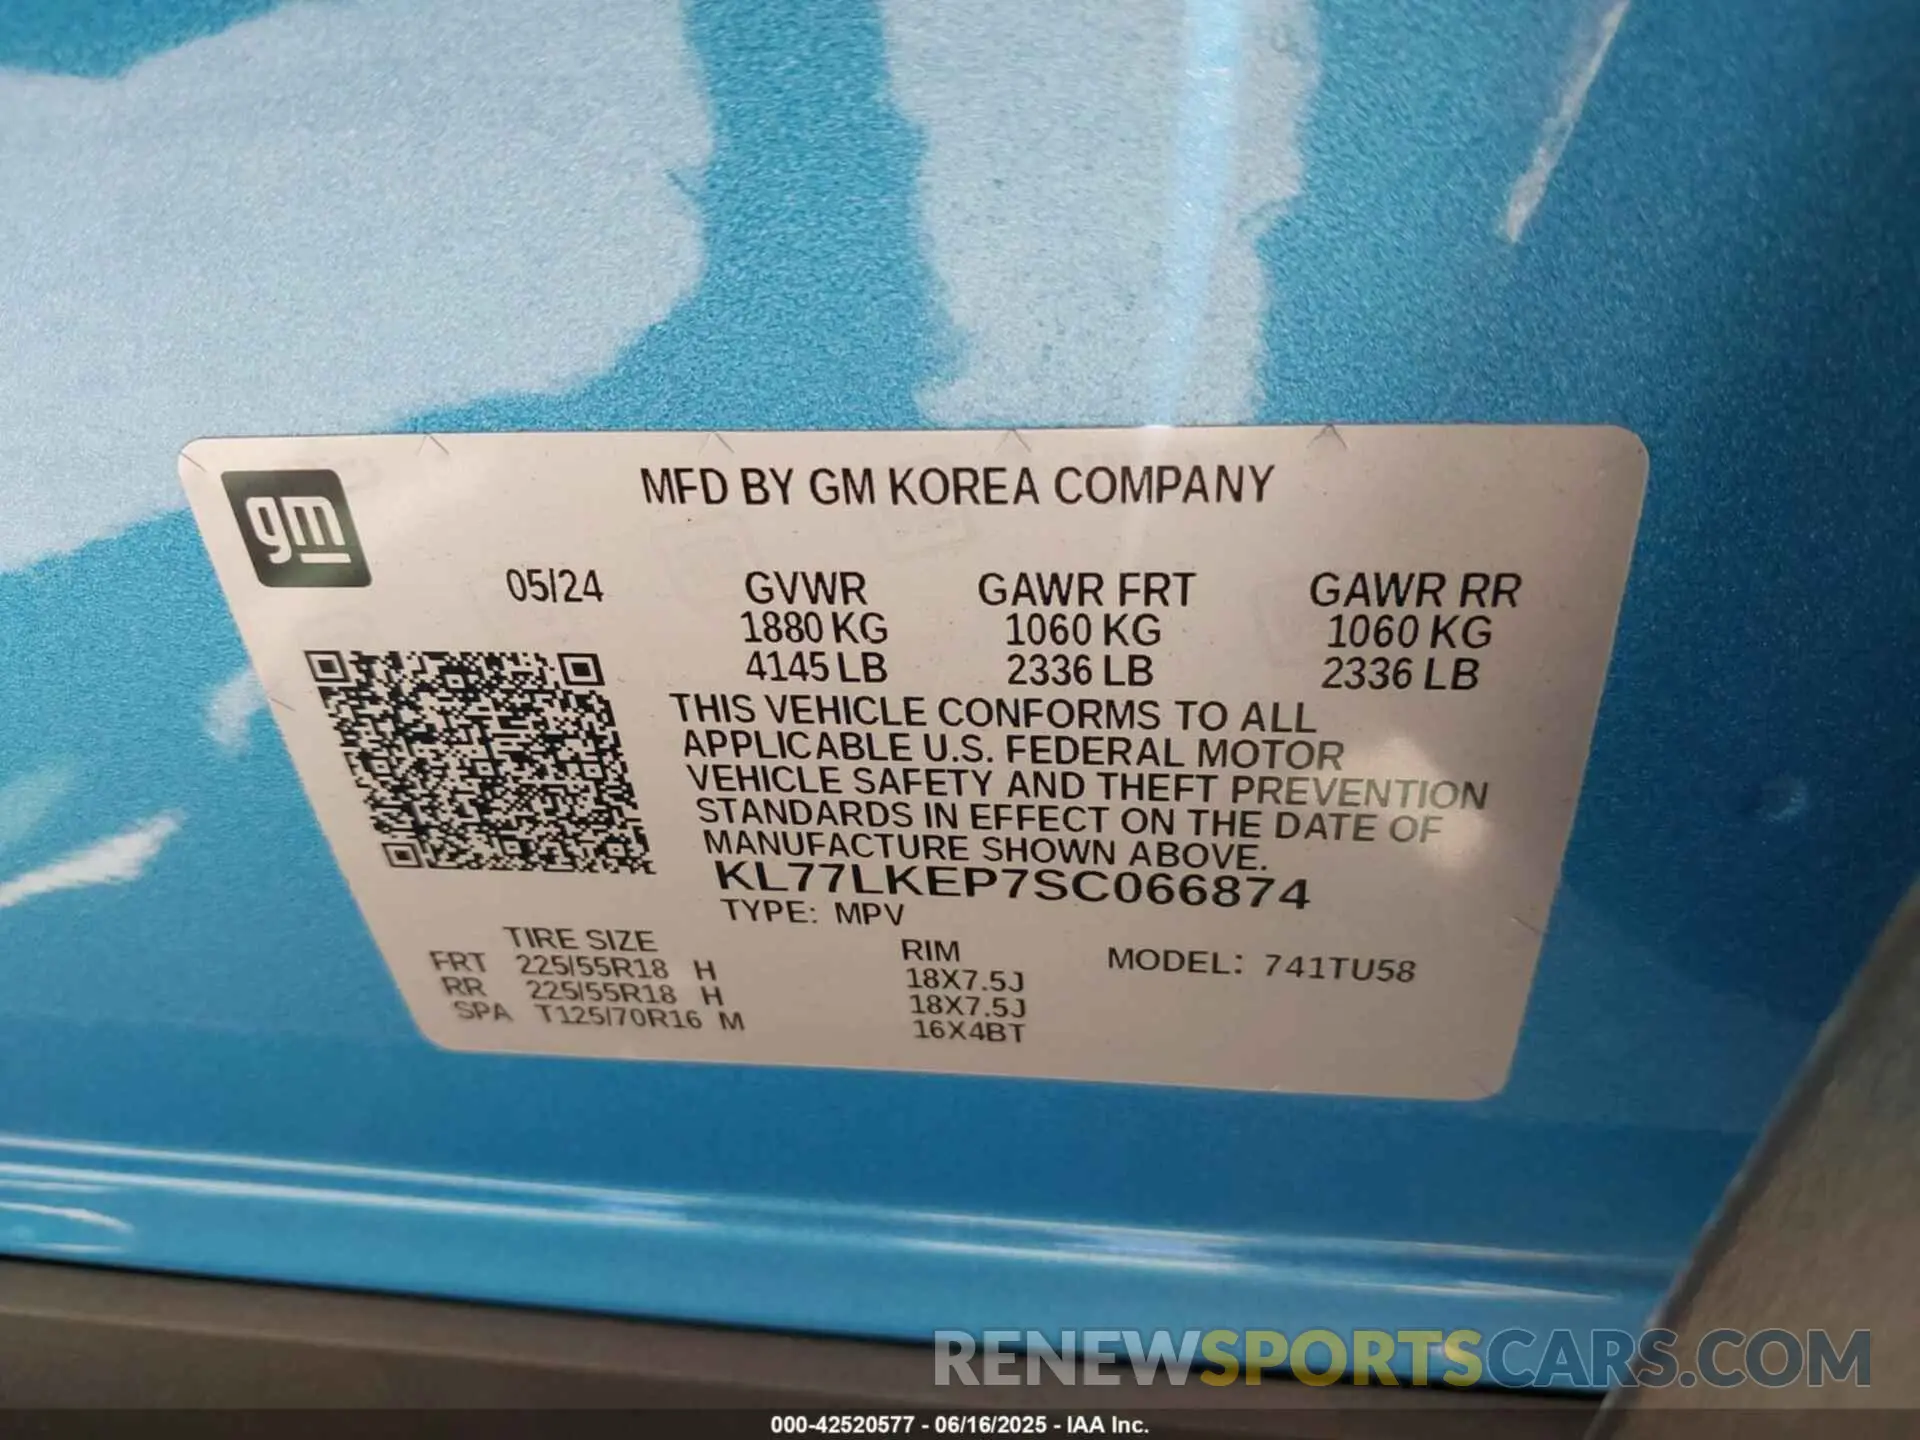 gm
MFD BY GM KOREA COMPANY
05/24 GVWR GAWR FRT GAWR RR
1880 KG 1060 KG 1060 KG
4145 LB 2336 LB 2336 LB
THIS VEHICLE CONFORMS TO ALL
APPLICABLE U.S. FEDERAL MOTOR
VEHICLE SAFETY AND THEFT PREVENTION
STANDARDS IN EFFECT ON THE DATE OF
MANUFACTURE SHOWN ABOVE.
KL77LKEP7SC066874
TYPE: MPV
TIRE SIZE RIM MODEL: 741TU58
FRT 225/55R18 H 18X7.5J
RR 225/55R18 H 18X7.5J
SPA T125/70R16 M 16X4BT
RENEWSPORTSCARS.COM
000-42520577 - 06/16/2025 - IAA Inc.